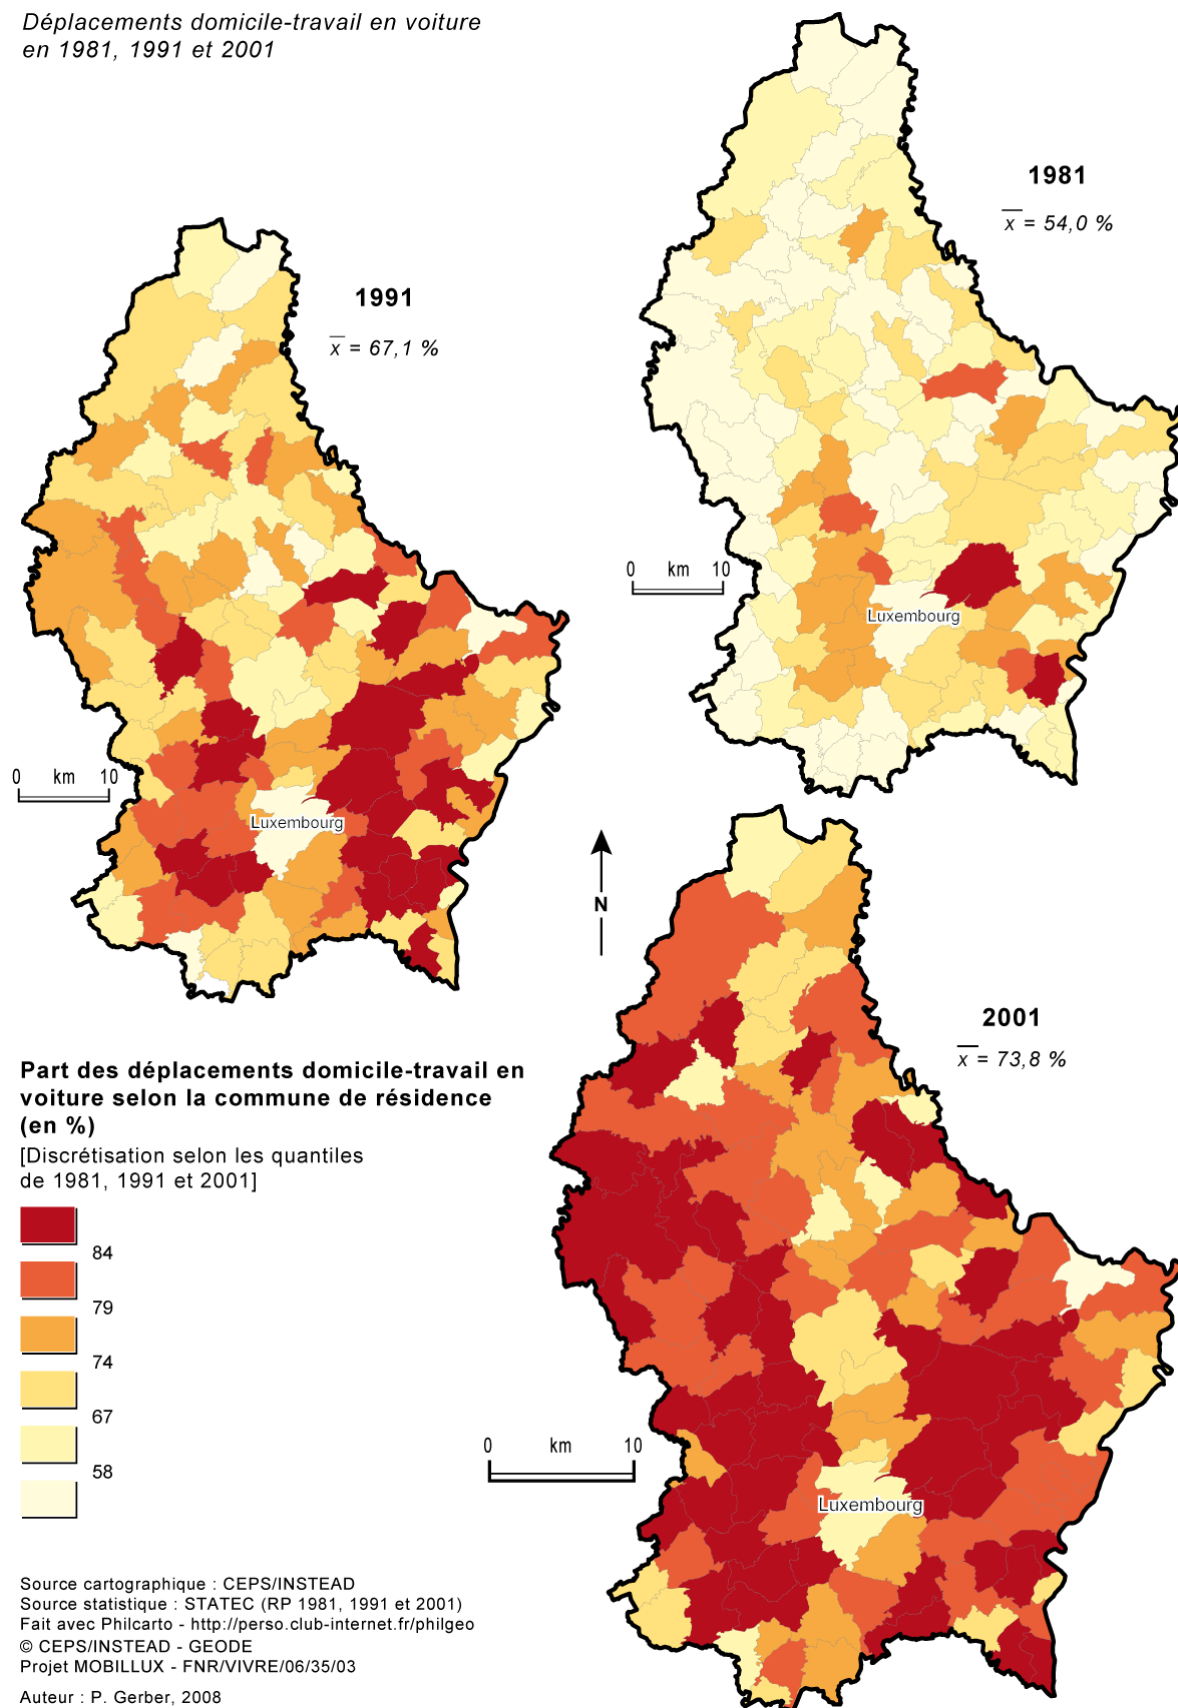 Déplacements domicile-travail en voiture
en 1981, 1991 et 2001
1981
x = 54,0 %
0 km 10
Luxembourg
1991
x = 67,1 %
0 km 10
Luxembourg
N
2001
x = 73,8 %
0 km 10
Luxembourg
Part des déplacements domicile-travail en
voiture selon la commune de résidence
(en %)
[Discrétisation selon les quantiles
de 1981, 1991 et 2001]
84
79
74
67
58
Source cartographique : CEPS/INSTEAD
Source statistique : STATEC (RP 1981, 1991 et 2001)
Fait avec Philcarto - http://perso.club-internet.fr/philgeo
© CEPS/INSTEAD - GEODE
Projet MOBILLUX - FNR/VIVRE/06/35/03
Auteur : P. Gerber, 2008